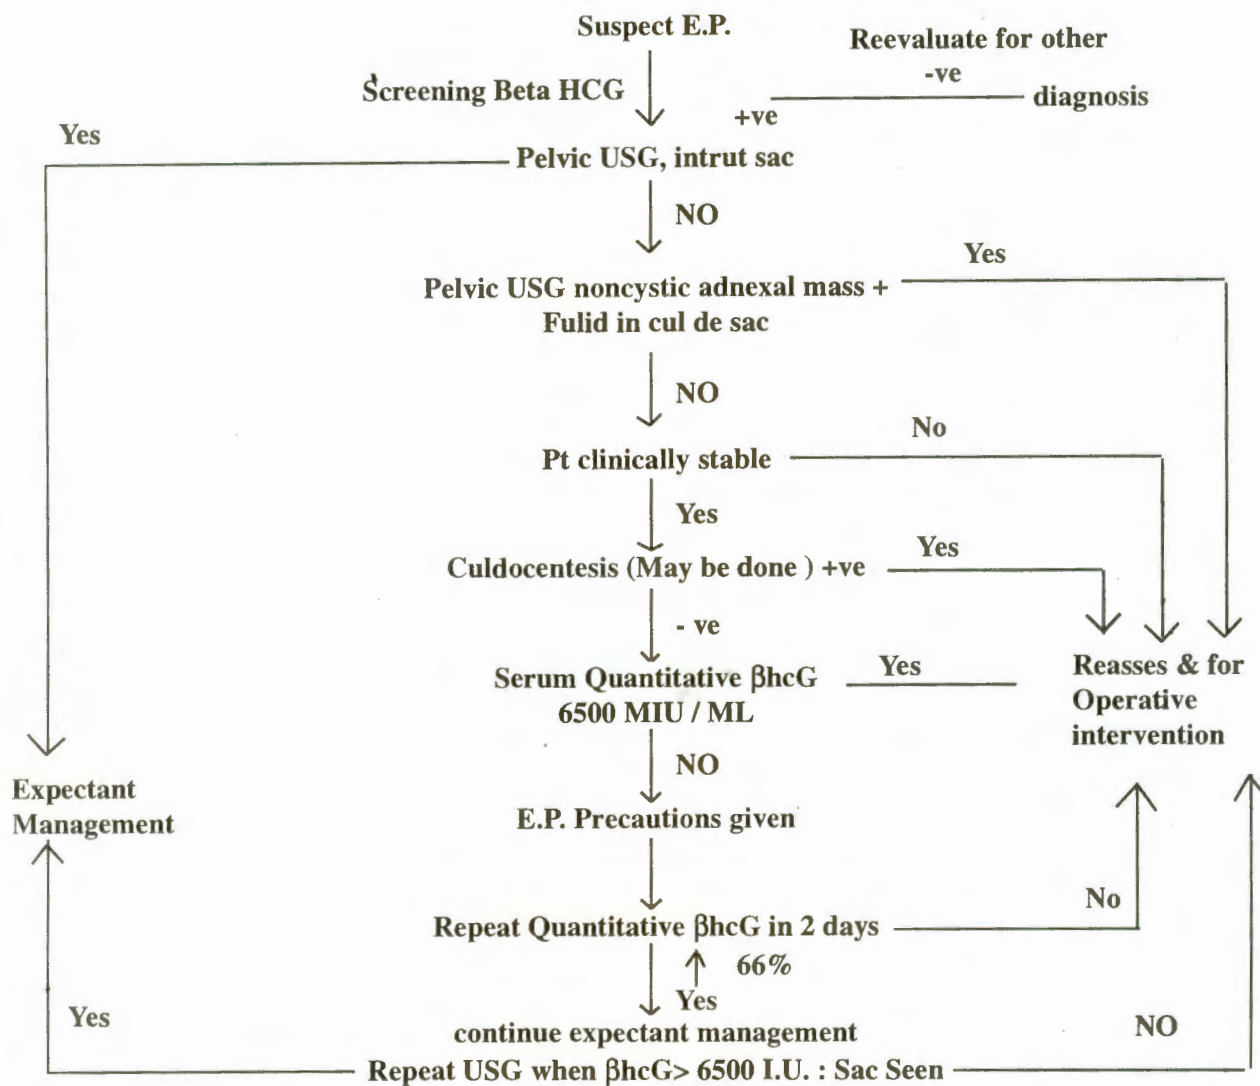 Suspect E.P.
Reevaluate for other
-ve
diagnosis
Screening Beta HCG
+ve
Yes
Pelvic USG, intrut sac
NO
Yes
Pelvic USG noncystic adnexal mass +
Fulid in cul de sac
NO
No
Pt clinically stable
Yes
Culdocentesis (May be done ) +ve
Yes
- ve
Serum Quantitative βhcG
6500 MIU / ML
Yes
Reasses & for
Operative
intervention
NO
Expectant
Management
E.P. Precautions given
No
Repeat Quantitative βhcG in 2 days
66%
Yes
Yes
continue expectant management
NO
Repeat USG when βhcG> 6500 I.U. : Sac Seen